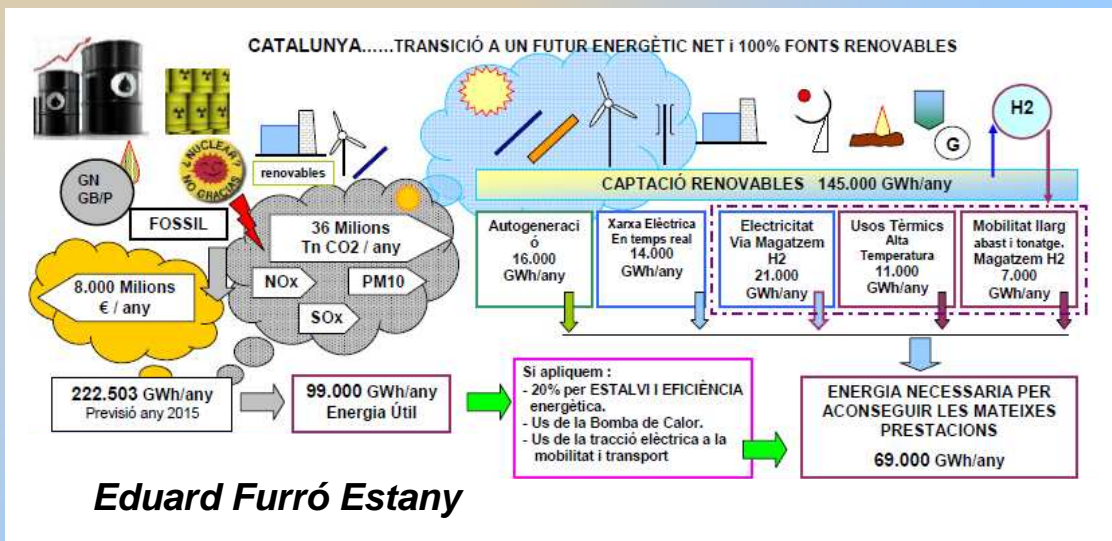 CATALUNYA......TRANSICIÓ A UN FUTUR ENERGÈTIC NET i 100% FONTS RENOVABLES
H2
G
renovables
¿NUCLEAR?
NO GRACIAS
GN
GB/P
FOSSIL
CAPTACIÓ RENOVABLES 145.000 GWh/any
36 Milions
Tn CO2 / any
NOx
PM10
SOx
8.000 Milions
€ / any
Autogeneraci
ó
16.000
GWh/any
Xarxa Elèctrica
En temps real
14.000
GWh/any
Electricitat
Via Magatzem
H2
21.000
GWh/any
Usos Tèrmics
Alta
Temperatura
11.000
GWh/any
Mobilitat llarg
abast i tonatge.
Magatzem H2
7.000
GWh/any
222.503 GWh/any
Previsió any 2015
99.000 GWh/any
Energia Útil
Si apliquem :
- 20% per ESTALVI I EFICIÈNCIA
energètica.
- Us de la Bomba de Calor.
- Us de la tracció elèctrica a la
mobilitat i transport
ENERGIA NECESSARIA PER
ACONSEGUIR LES MATEIXES
PRESTACIONS
69.000 GWh/any
Eduard Furró Estany